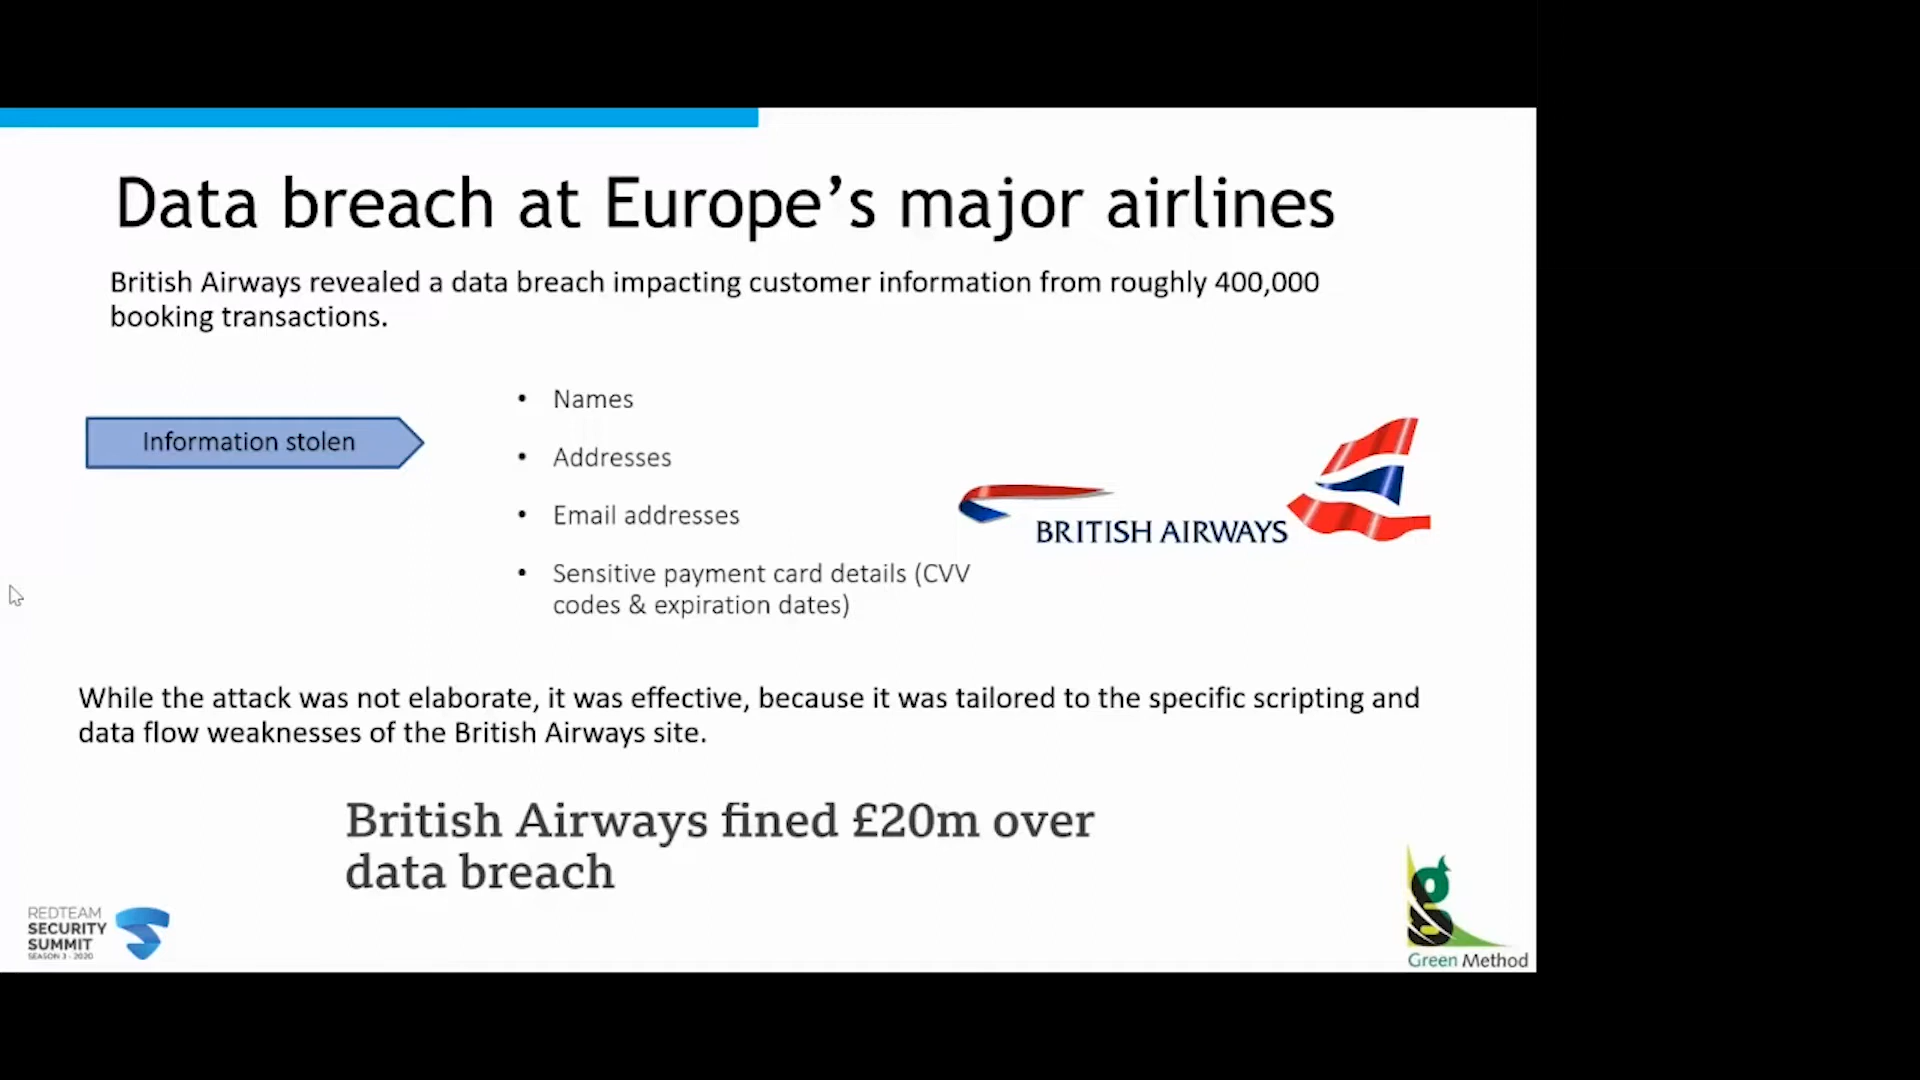 Data breach at Europe’s major airlines
British Airways revealed a data breach impacting customer information from roughly 400,000
booking transactions.
Information stolen
• Names
• Addresses
• Email addresses
• Sensitive payment card details (CVV
codes & expiration dates)
BRITISH AIRWAYS
While the attack was not elaborate, it was effective, because it was tailored to the specific scripting and
data flow weaknesses of the British Airways site.
British Airways fined £20m over
data breach
REDTEAM
SECURITY
SUMMIT
SEASON 3 - 2020
g
Green Method